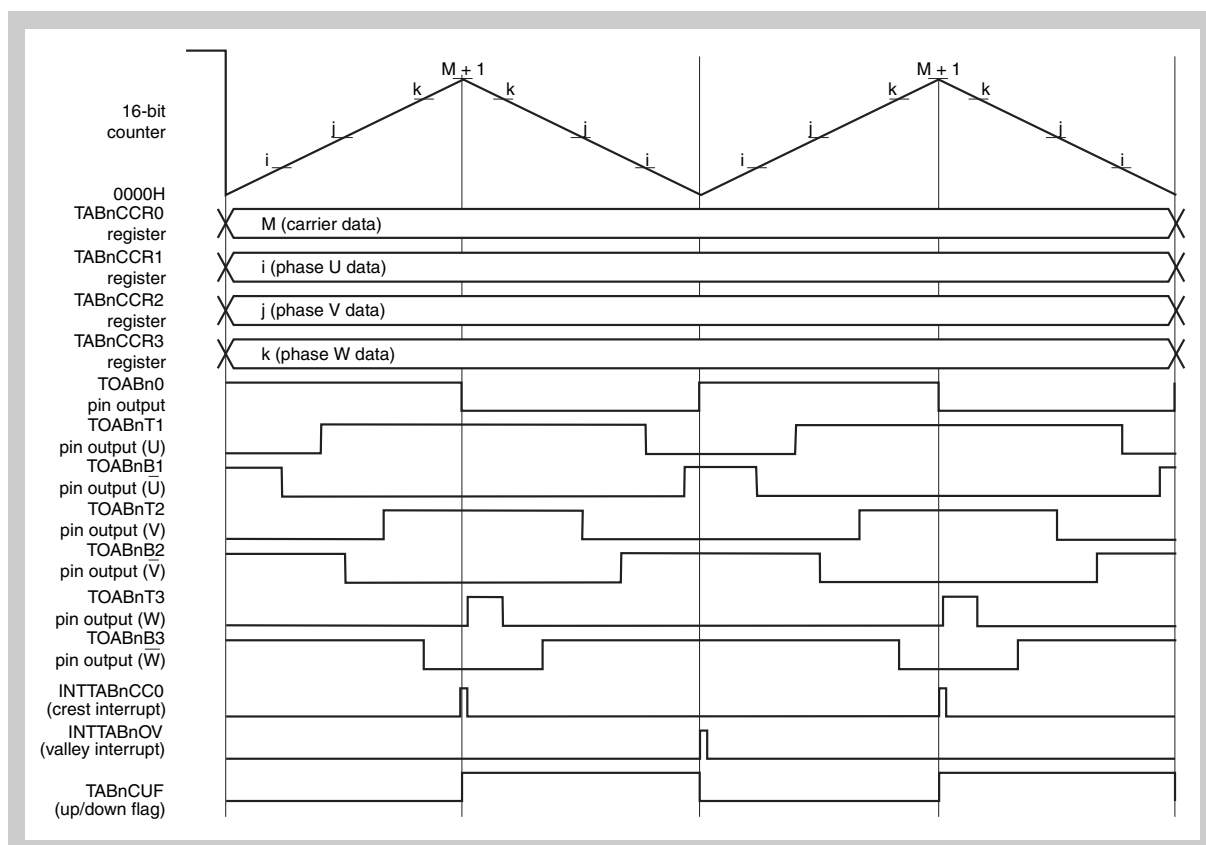 M + 1
M + 1
k k k k
16-bit
counter
j j j j
i i i i
0000H
TABnCCR0
register
M (carrier data)
TABnCCR1
register
i (phase U data)
TABnCCR2
register
j (phase V data)
TABnCCR3
register
k (phase W data)
TOABn0
pin output
TOABnT1
pin output (U)
TOABnB1
pin output (U̅)
TOABnT2
pin output (V)
TOABnB2
pin output (V̅)
TOABnT3
pin output (W)
TOABnB3
pin output (W̅)
INTTABnCC0
(crest interrupt)
INTTABnOV
(valley interrupt)
TABnCUF
(up/down flag)